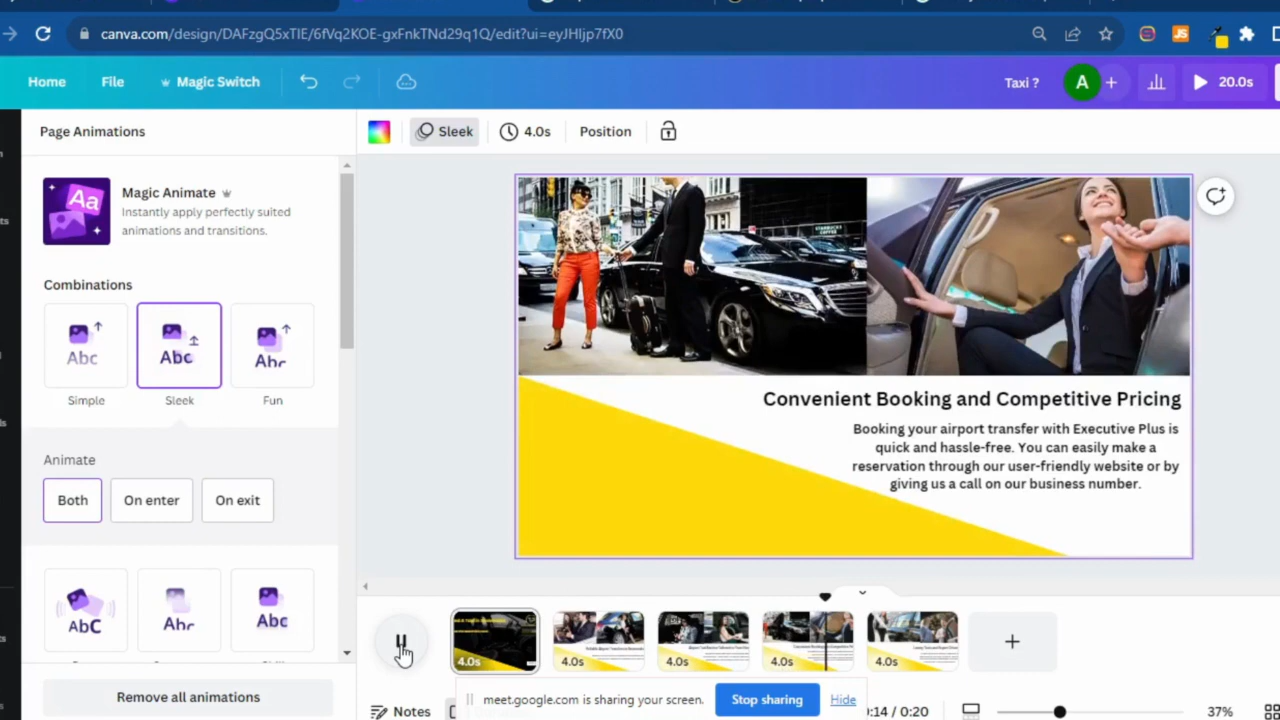 canva.com/design/DAFzgQ5xTIE/6fVq2KOE-gxFnkTNd29q1Q/edit?ui=eyJHIjp7fX0
JS
Home File Magic Switch Taxi ? A + 20.0s
Page Animations
Sleek 4.0s Position
Aa
Magic Animate
Instantly apply perfectly suited
animations and transitions.
STARBUCKS COFFEE
Combinations
Abc Abc Abc
Simple Sleek Fun
Convenient Booking and Competitive Pricing
Booking your airport transfer with Executive Plus is
quick and hassle-free. You can easily make a
reservation through our user-friendly website or by
giving us a call on our business number.
Animate
Both On enter On exit
AbC Abc Abc
4.0s 4.0s 4.0s 4.0s 4.0s
Remove all animations
meet.google.com is sharing your screen. Stop sharing Hide
Notes :14 / 0:20 37%